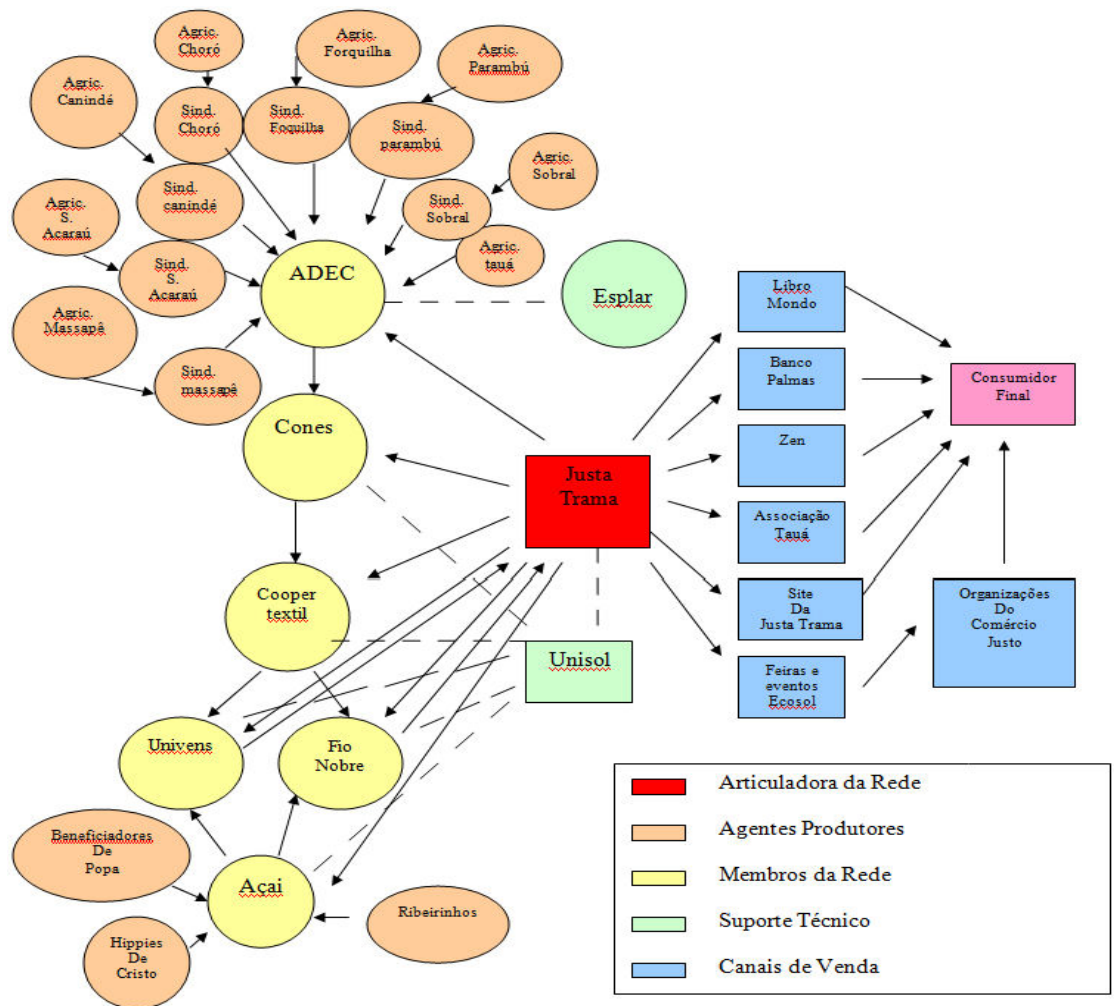 Agric.
Choró
Agric.
Forquilha
Agric.
Parambú
Agric.
Canindé
Sind.
Choró
Sind.
Foquilha
Sind.
parambú
Agric.
Sobral
Sind.
canindé
Sind.
Sobral
Agric.
S.
Acaraú
Agric.
tauá
Sind.
S.
Acaraú
ADEC
Esplar
Agric.
Massapê
Sind.
massapê
Cones
Cooper
textil
Univens
Fio
Nobre
Beneficiadores
De
Popa
Açai
Ribeirinhos
Hippies
De
Cristo
Justa
Trama
Unisol
Libro
Mondo
Banco
Palmas
Zen
Associação
Tauá
Site
Da
Justa Trama
Feiras e
eventos
Ecosol
Consumidor
Final
Organizações
Do
Comércio
Justo
Articuladora da Rede
Agentes Produtores
Membros da Rede
Suporte Técnico
Canais de Venda